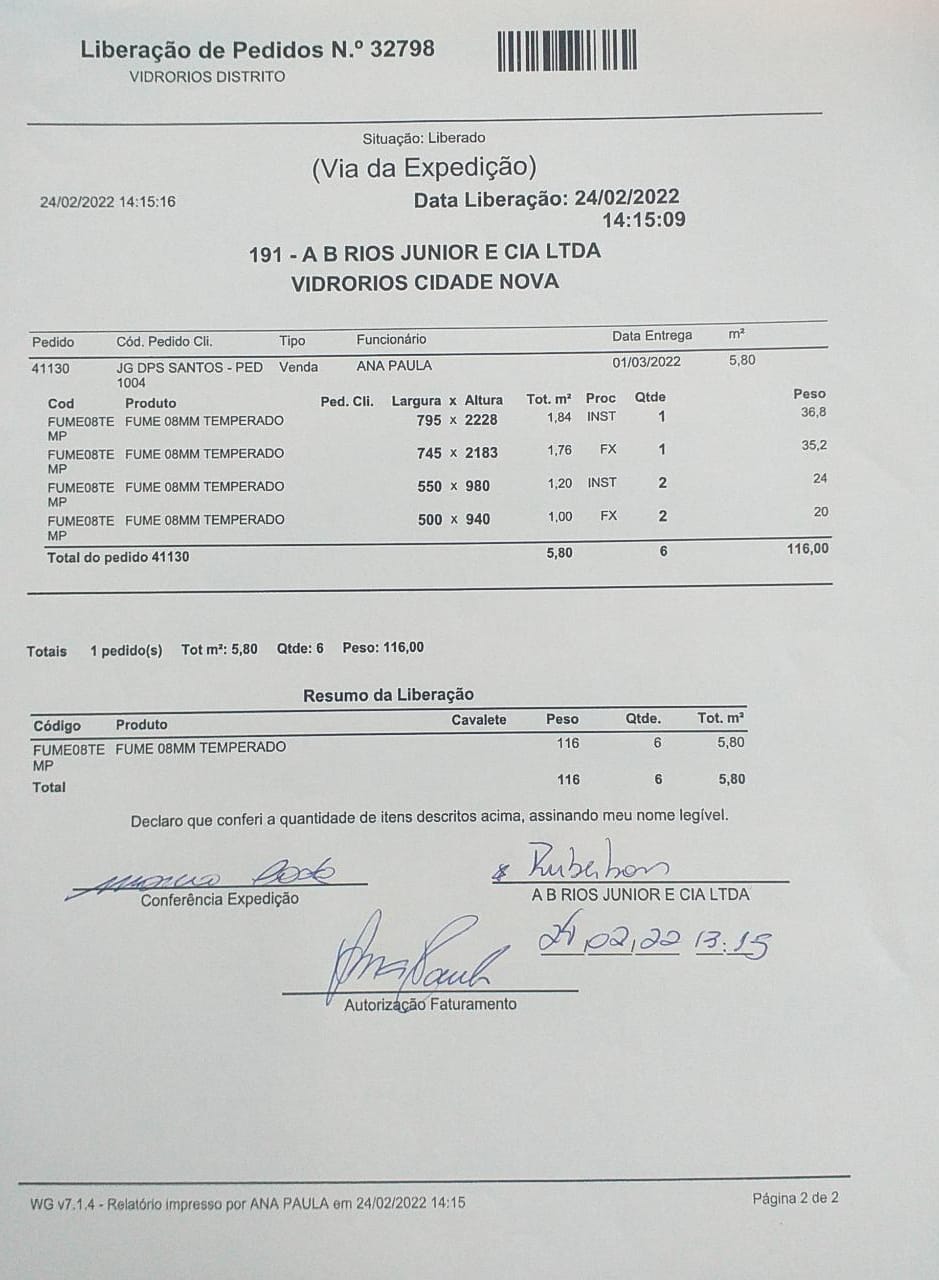 Liberação de Pedidos N.º 32798
VIDRORIOS DISTRITO
Situação: Liberado
(Via da Expedição)
24/02/2022 14:15:16 Data Liberação: 24/02/2022
14:15:09
191 - A B RIOS JUNIOR E CIA LTDA
VIDRORIOS CIDADE NOVA
Pedido Cód. Pedido Cli. Tipo Funcionário Data Entrega m²
41130 JG DPS SANTOS - PED Venda ANA PAULA 01/03/2022 5,80
1004
Cod Produto Ped. Cli. Largura x Altura Tot. m² Proc Qtde Peso
FUME08TE FUME 08MM TEMPERADO 795 x 2228 1,84 INST 1 36,8
MP
FUME08TE FUME 08MM TEMPERADO 745 x 2183 1,76 FX 1 35,2
MP
FUME08TE FUME 08MM TEMPERADO 550 x 980 1,20 INST 2 24
MP
FUME08TE FUME 08MM TEMPERADO 500 x 940 1,00 FX 2 20
MP
Total do pedido 41130 5,80 6 116,00
Totais 1 pedido(s) Tot m²: 5,80 Qtde: 6 Peso: 116,00
Resumo da Liberação
Código Produto Cavalete Peso Qtde. Tot. m²
FUME08TE FUME 08MM TEMPERADO 116 6 5,80
MP
Total 116 6 5,80
Declaro que conferi a quantidade de itens descritos acima, assinando meu nome legível.
Conferência Expedição A B RIOS JUNIOR E CIA LTDA
02,22 13:15
Ana Paula
Autorização Faturamento
WG v7.1.4 - Relatório impresso por ANA PAULA em 24/02/2022 14:15 Página 2 de 2